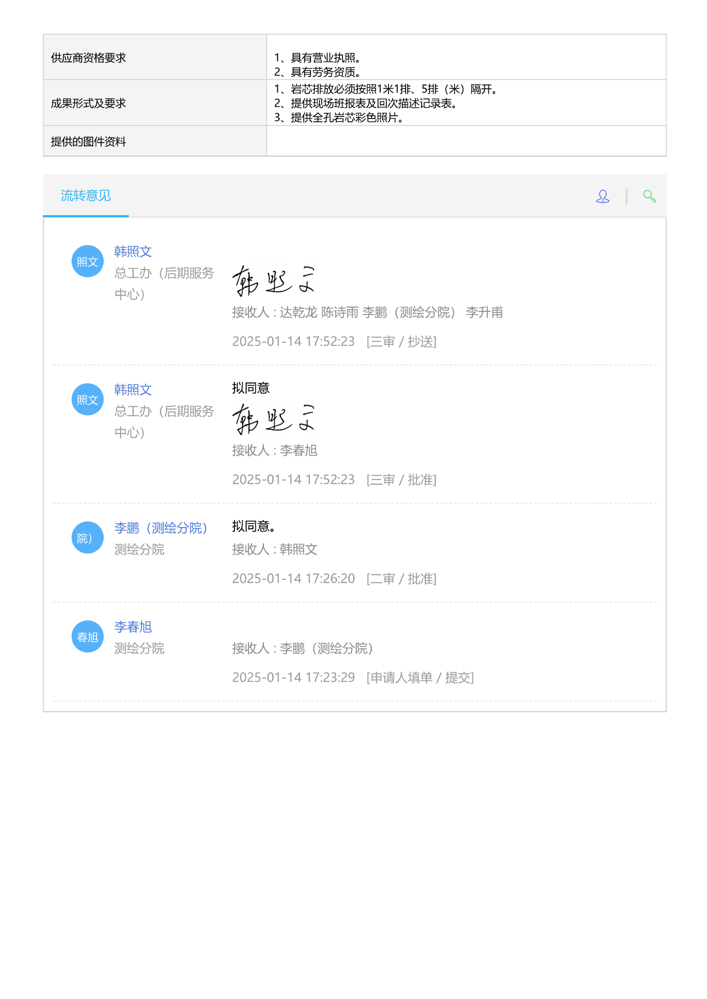 供应商资格要求
1、具有营业执照。
2、具有劳务资质。
成果形式及要求
1、岩芯排放必须按照1米1排、5排（米）隔开。
2、提供现场班报表及回次描述记录表。
3、提供全孔岩芯彩色照片。
提供的图件资料
流转意见
照文
韩照文
总工办（后期服务
中心）
韩照文
接收人 : 达乾龙 陈诗雨 李鹏（测绘分院） 李升甫
2025-01-14 17:52:23 [三审 / 抄送]
照文
韩照文
总工办（后期服务
中心）
拟同意
韩照文
接收人 : 李春旭
2025-01-14 17:52:23 [三审 / 批准]
院）
李鹏（测绘分院）
测绘分院
拟同意。
接收人 : 韩照文
2025-01-14 17:26:20 [二审 / 批准]
春旭
李春旭
测绘分院
接收人 : 李鹏（测绘分院）
2025-01-14 17:23:29 [申请人填单 / 提交]